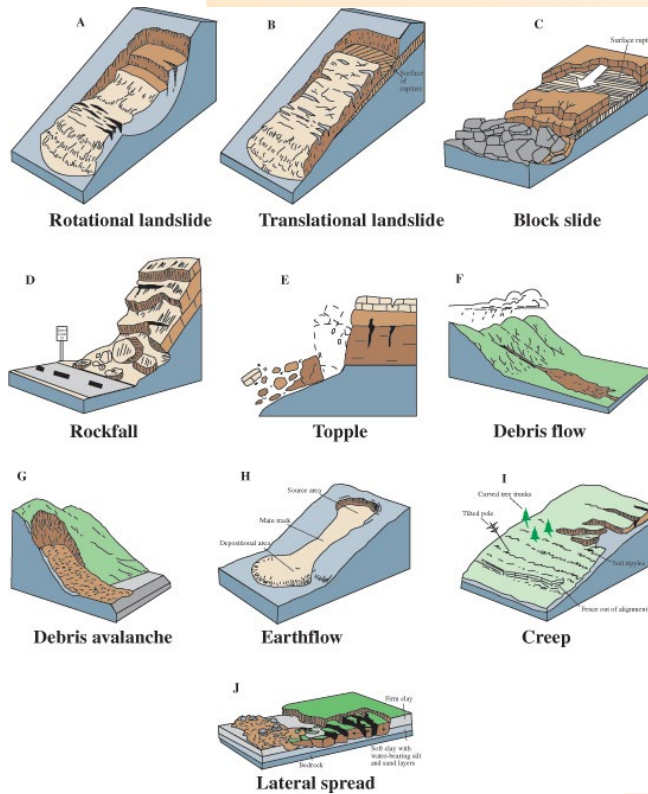 A
B
C
Surface of
rupture
Surface rupt
Rotational landslide
Translational landslide
Block slide
D
E
F
Rockfall
Topple
Debris flow
G
H
I
Source area
Main track
Depositional area
Curved tree trunks
Tilted pole
Soil ripples
Fence out of alignment
Debris avalanche
Earthflow
Creep
J
Firm clay
Soft clay with
water-bearing silt
and sand layers
Bedrock
Lateral spread